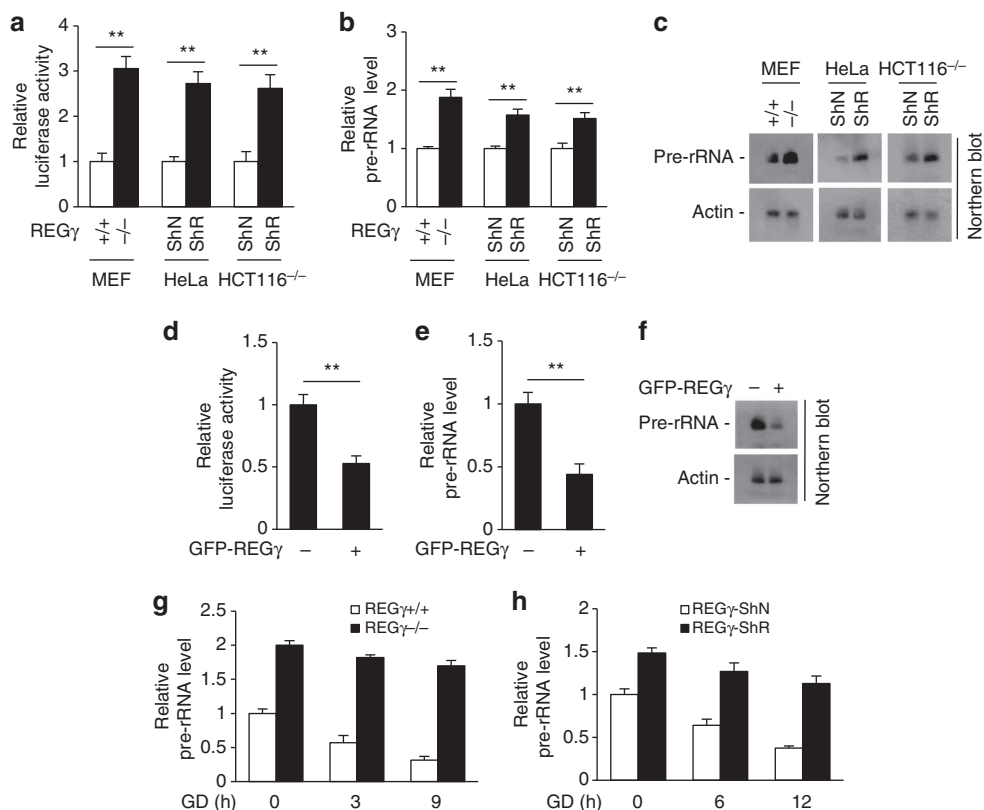 a
Relative
luciferase activity
4
3
2
1
0
** ** **
REGγ +/+ −/− ShN ShR ShN ShR
MEF HeLa HCT116−/−
b
Relative
pre-rRNA level
3
2
1
0
** ** **
REGγ +/+ −/− ShN ShR ShN ShR
MEF HeLa HCT116−/−
c
MEF HeLa HCT116−/−
+/+ −/− ShN ShR ShN ShR
Pre-rRNA -
Actin -
Northern blot
d
Relative
luciferase activity
1.5
1
0.5
0
**
GFP-REGγ − +
e
Relative
pre-rRNA level
1.5
1
0.5
0
**
GFP-REGγ − +
f
GFP-REGγ − +
Pre-rRNA -
Actin -
Northern blot
g
Relative
pre-rRNA level
2.5
2
1.5
1
0.5
0
REGγ+/+
REGγ−/−
GD (h) 0 3 9
h
Relative
pre-rRNA level
2
1.5
1
0.5
0
REGγ-ShN
REGγ-ShR
GD (h) 0 6 12